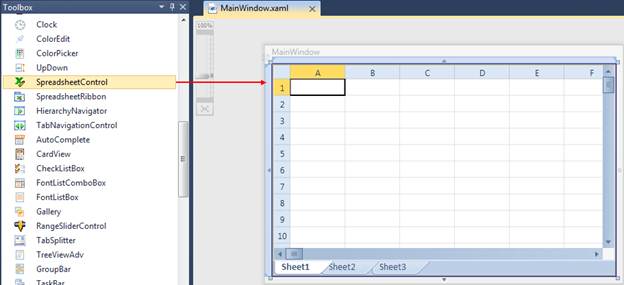 Toolbox
Clock
ColorEdit
ColorPicker
UpDown
SpreadsheetControl
SpreadsheetRibbon
HierarchyNavigator
TabNavigationControl
AutoComplete
CardView
CheckListBox
FontListComboBox
FontListBox
Gallery
RangeSliderControl
TabSplitter
TreeViewAdv
GroupBar
TaskBar
MainWindow.xaml
100%
MainWindow
A B C D E F
1
2
3
4
5
6
7
8
9
10
Sheet1 Sheet2 Sheet3